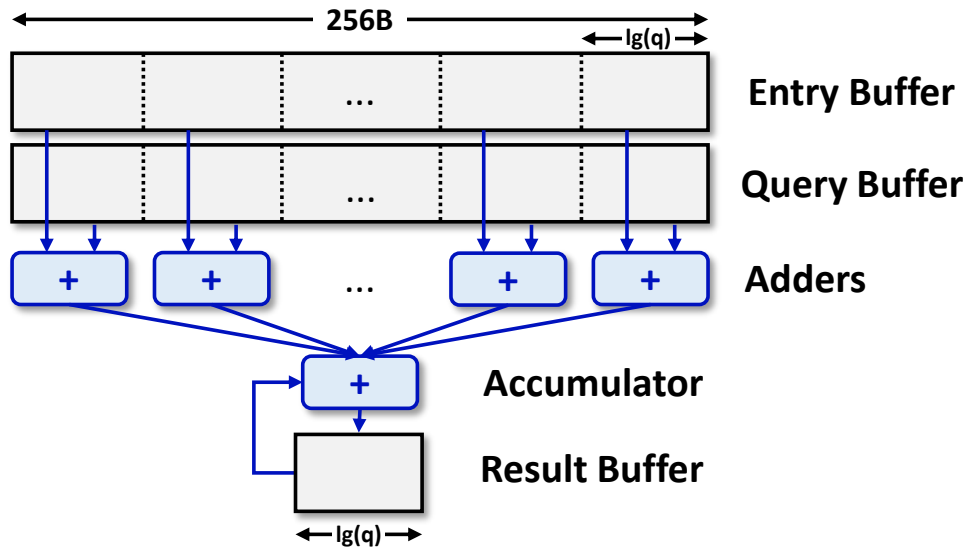 256B
lg(q)
...
Entry Buffer
...
Query Buffer
+ + ... + +
Adders
+
Accumulator
Result Buffer
lg(q)